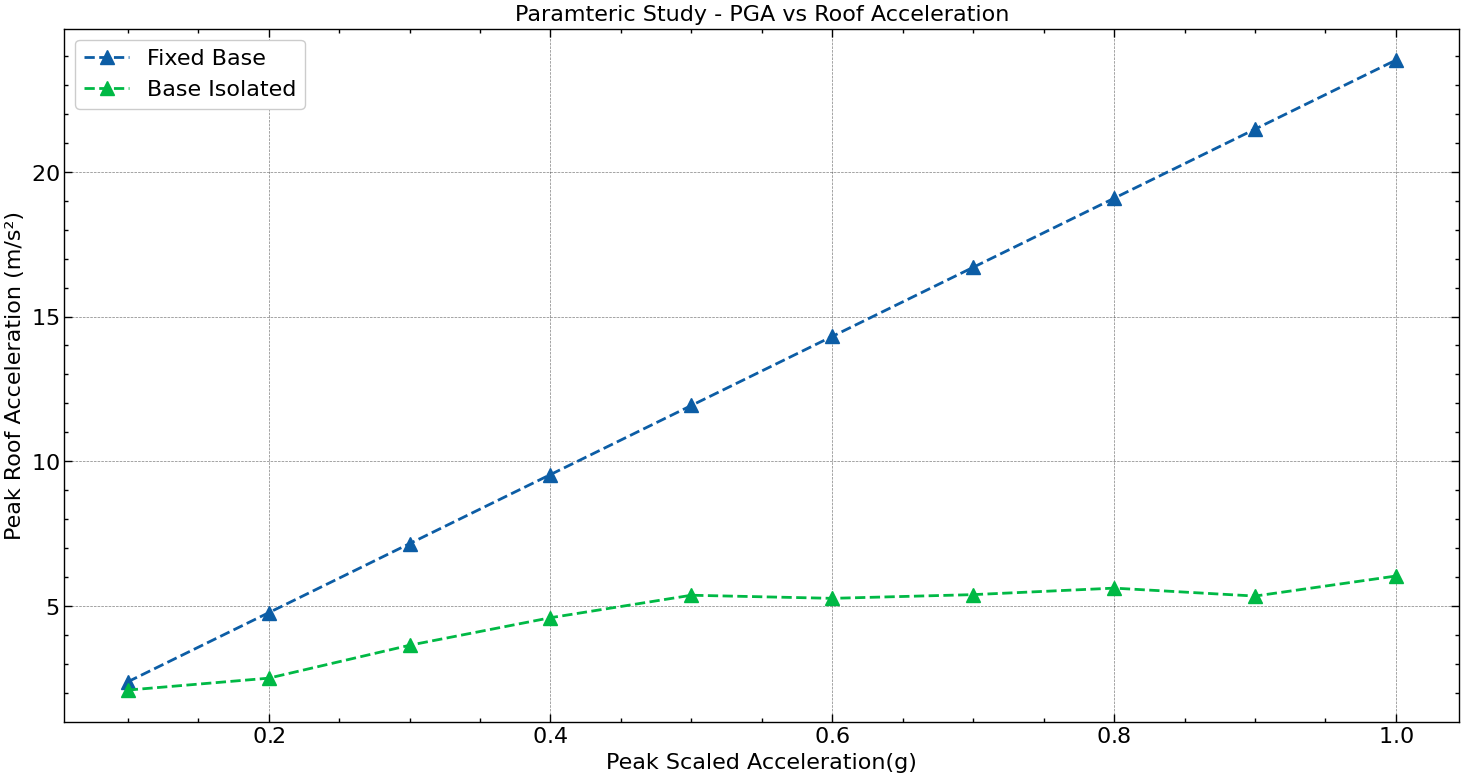 Paramteric Study - PGA vs Roof Acceleration
Fixed Base
Base Isolated
Peak Roof Acceleration (m/s²)
20
15
10
5
0.2
0.4
0.6
0.8
1.0
Peak Scaled Acceleration(g)